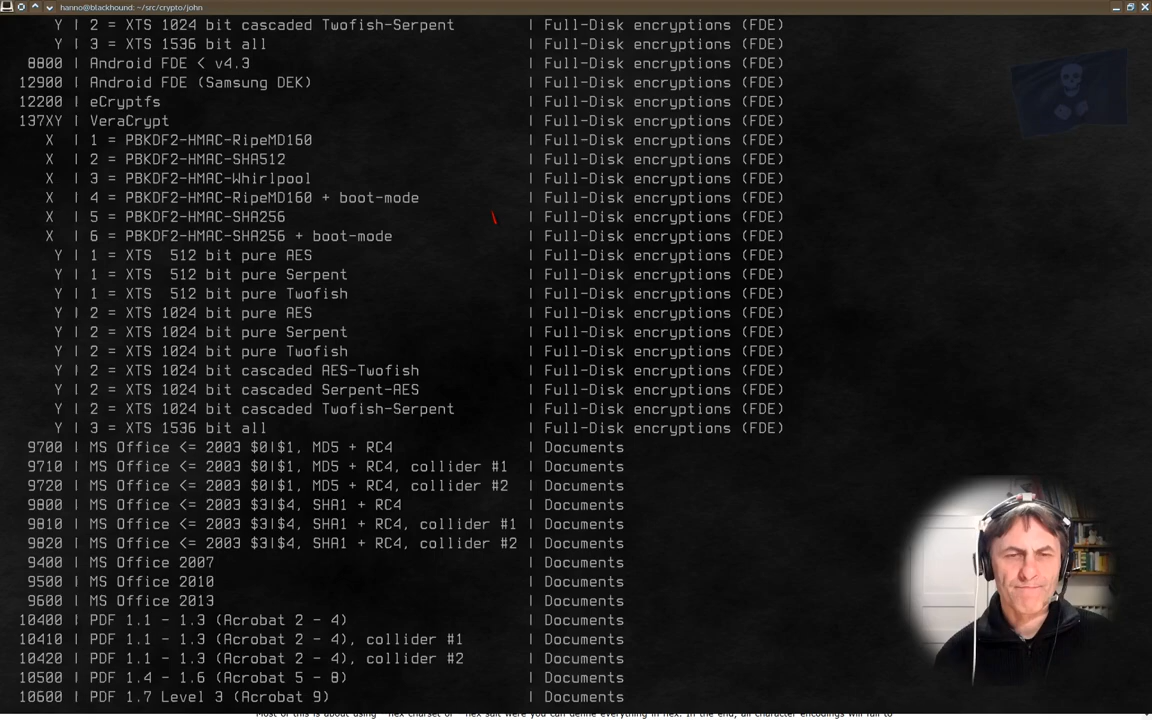 hanno@blackhound: ~/src/crypto/john
Y | 2 = XTS 1024 bit cascaded Twofish-Serpent | Full-Disk encryptions (FDE)
Y | 3 = XTS 1536 bit all | Full-Disk encryptions (FDE)
8800 | Android FDE < v4.3 | Full-Disk encryptions (FDE)
12900 | Android FDE (Samsung DEK) | Full-Disk encryptions (FDE)
12200 | eCryptfs | Full-Disk encryptions (FDE)
137XY | VeraCrypt | Full-Disk encryptions (FDE)
X | 1 = PBKDF2-HMAC-RipeMD160 | Full-Disk encryptions (FDE)
X | 2 = PBKDF2-HMAC-SHA512 | Full-Disk encryptions (FDE)
X | 3 = PBKDF2-HMAC-Whirlpool | Full-Disk encryptions (FDE)
X | 4 = PBKDF2-HMAC-RipeMD160 + boot-mode | Full-Disk encryptions (FDE)
X | 5 = PBKDF2-HMAC-SHA256 | Full-Disk encryptions (FDE)
X | 6 = PBKDF2-HMAC-SHA256 + boot-mode | Full-Disk encryptions (FDE)
Y | 1 = XTS 512 bit pure AES | Full-Disk encryptions (FDE)
Y | 1 = XTS 512 bit pure Serpent | Full-Disk encryptions (FDE)
Y | 1 = XTS 512 bit pure Twofish | Full-Disk encryptions (FDE)
Y | 2 = XTS 1024 bit pure AES | Full-Disk encryptions (FDE)
Y | 2 = XTS 1024 bit pure Serpent | Full-Disk encryptions (FDE)
Y | 2 = XTS 1024 bit pure Twofish | Full-Disk encryptions (FDE)
Y | 2 = XTS 1024 bit cascaded AES-Twofish | Full-Disk encryptions (FDE)
Y | 2 = XTS 1024 bit cascaded Serpent-AES | Full-Disk encryptions (FDE)
Y | 2 = XTS 1024 bit cascaded Twofish-Serpent | Full-Disk encryptions (FDE)
Y | 3 = XTS 1536 bit all | Full-Disk encryptions (FDE)
9700 | MS Office <= 2003 $0|$1, MD5 + RC4 | Documents
9710 | MS Office <= 2003 $0|$1, MD5 + RC4, collider #1 | Documents
9720 | MS Office <= 2003 $0|$1, MD5 + RC4, collider #2 | Documents
9800 | MS Office <= 2003 $3|$4, SHA1 + RC4 | Documents
9810 | MS Office <= 2003 $3|$4, SHA1 + RC4, collider #1 | Documents
9820 | MS Office <= 2003 $3|$4, SHA1 + RC4, collider #2 | Documents
9400 | MS Office 2007 | Documents
9500 | MS Office 2010 | Documents
9600 | MS Office 2013 | Documents
10400 | PDF 1.1 - 1.3 (Acrobat 2 - 4) | Documents
10410 | PDF 1.1 - 1.3 (Acrobat 2 - 4), collider #1 | Documents
10420 | PDF 1.1 - 1.3 (Acrobat 2 - 4), collider #2 | Documents
10500 | PDF 1.4 - 1.6 (Acrobat 5 - 8) | Documents
10600 | PDF 1.7 Level 3 (Acrobat 9) | Documents